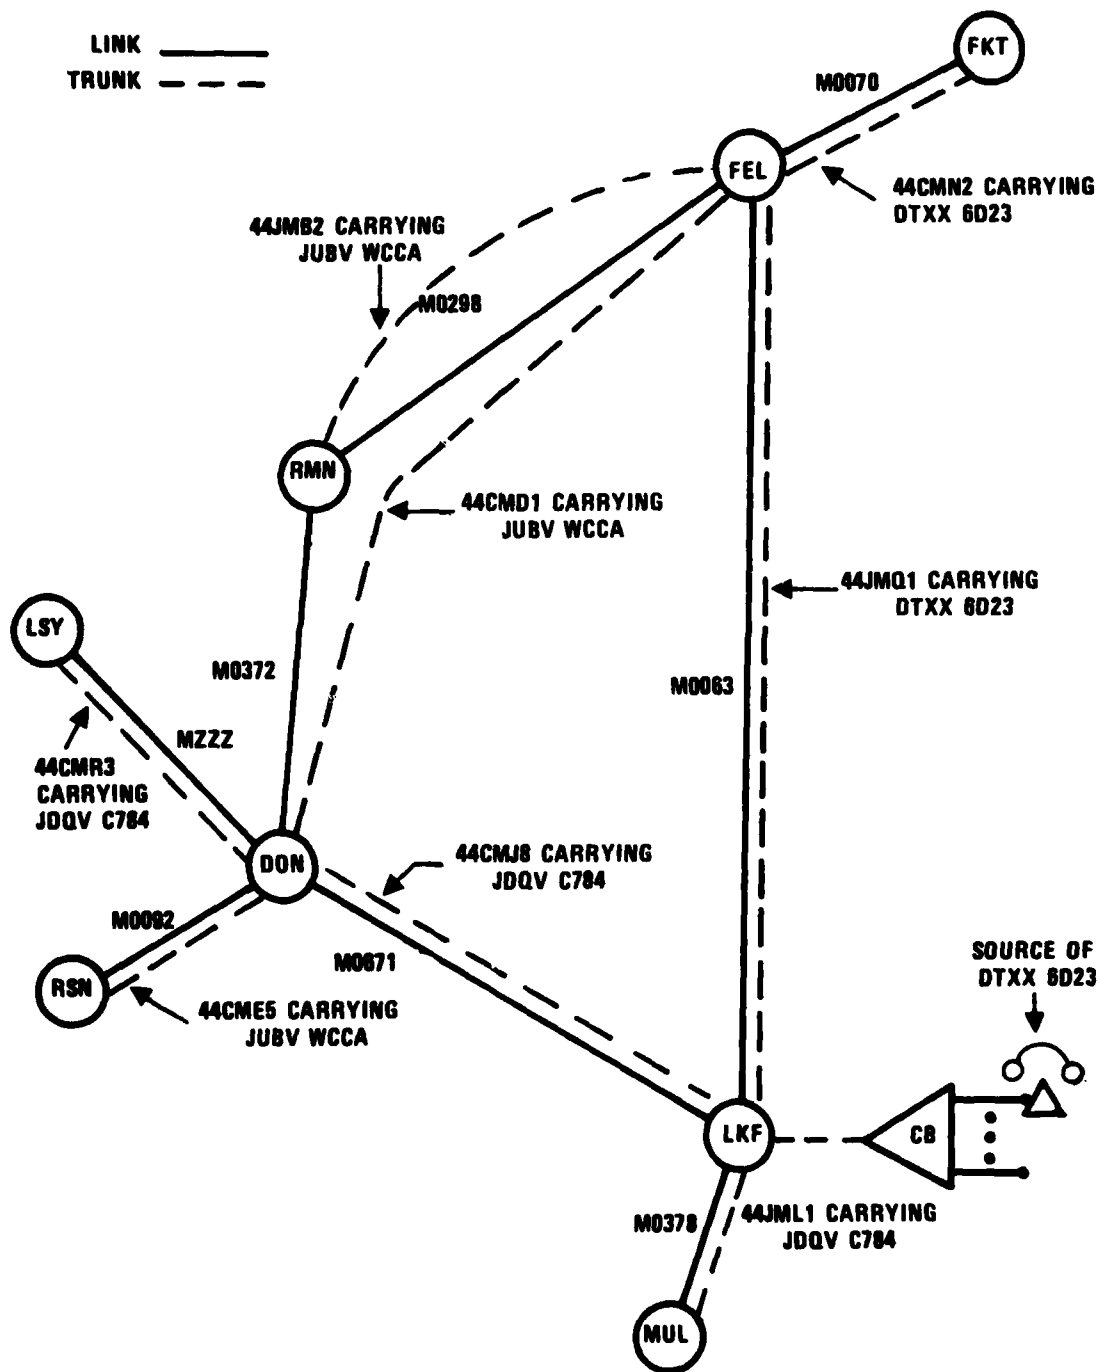 LINK
TRUNK
FKT
M0070
FEL
44CMN2 CARRYING
DTXX 6D23
44JMB2 CARRYING
JUBV WCCA
M0298
RMN
44CMD1 CARRYING
JUBV WCCA
44JMQ1 CARRYING
DTXX 6D23
LSY
M0372
M0063
MZZZ
44CMR3
CARRYING
JDQV C784
DON
44CMJ8 CARRYING
JDQV C784
M0092
M0671
RSN
44CME5 CARRYING
JUBV WCCA
SOURCE OF
DTXX 6D23
LKF
CB
M0378
44JML1 CARRYING
JDQV C784
MUL